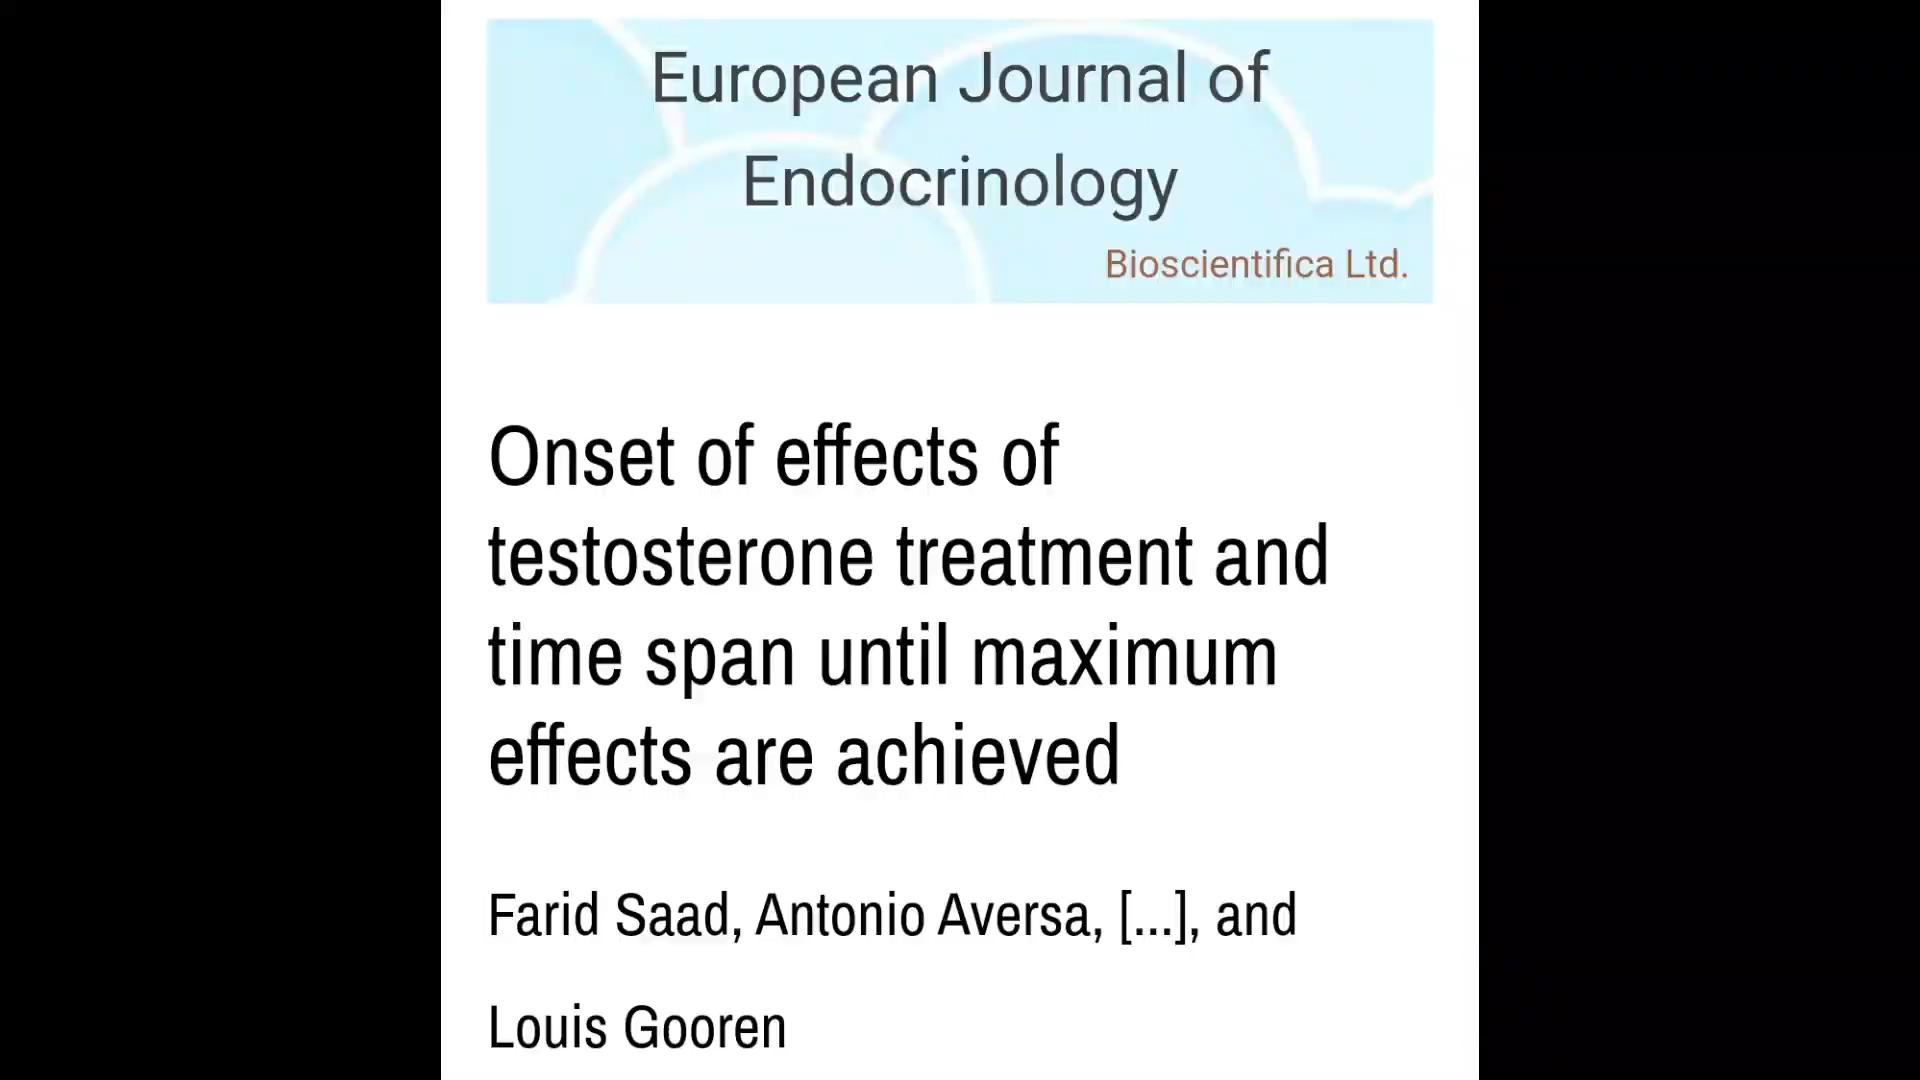 European Journal of
Endocrinology
Bioscientifica Ltd.
Onset of effects of
testosterone treatment and
time span until maximum
effects are achieved
Farid Saad, Antonio Aversa, [...], and
Louis Gooren